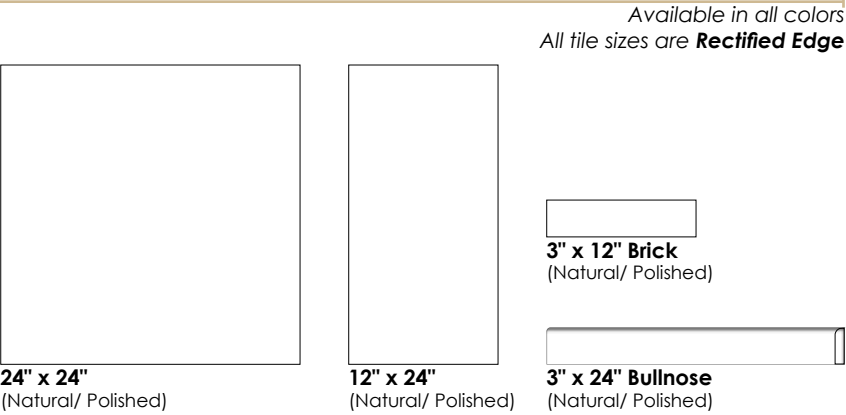 Available in all colors
All tile sizes are Rectified Edge
24" x 24"
(Natural/ Polished)
12" x 24"
(Natural/ Polished)
3" x 12" Brick
(Natural/ Polished)
3" x 24" Bullnose
(Natural/ Polished)